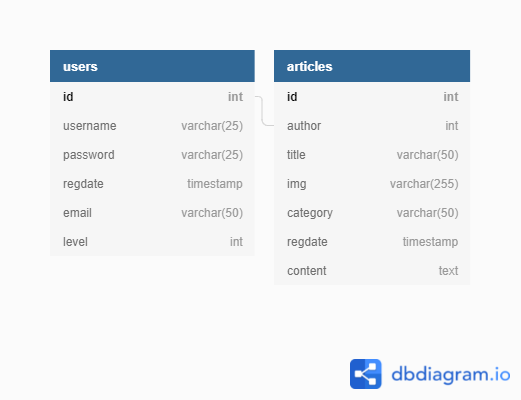 users
id int
username varchar(25)
password varchar(25)
regdate timestamp
email varchar(50)
level int
articles
id int
author int
title varchar(50)
img varchar(255)
category varchar(50)
regdate timestamp
content text
dbdiagram.io